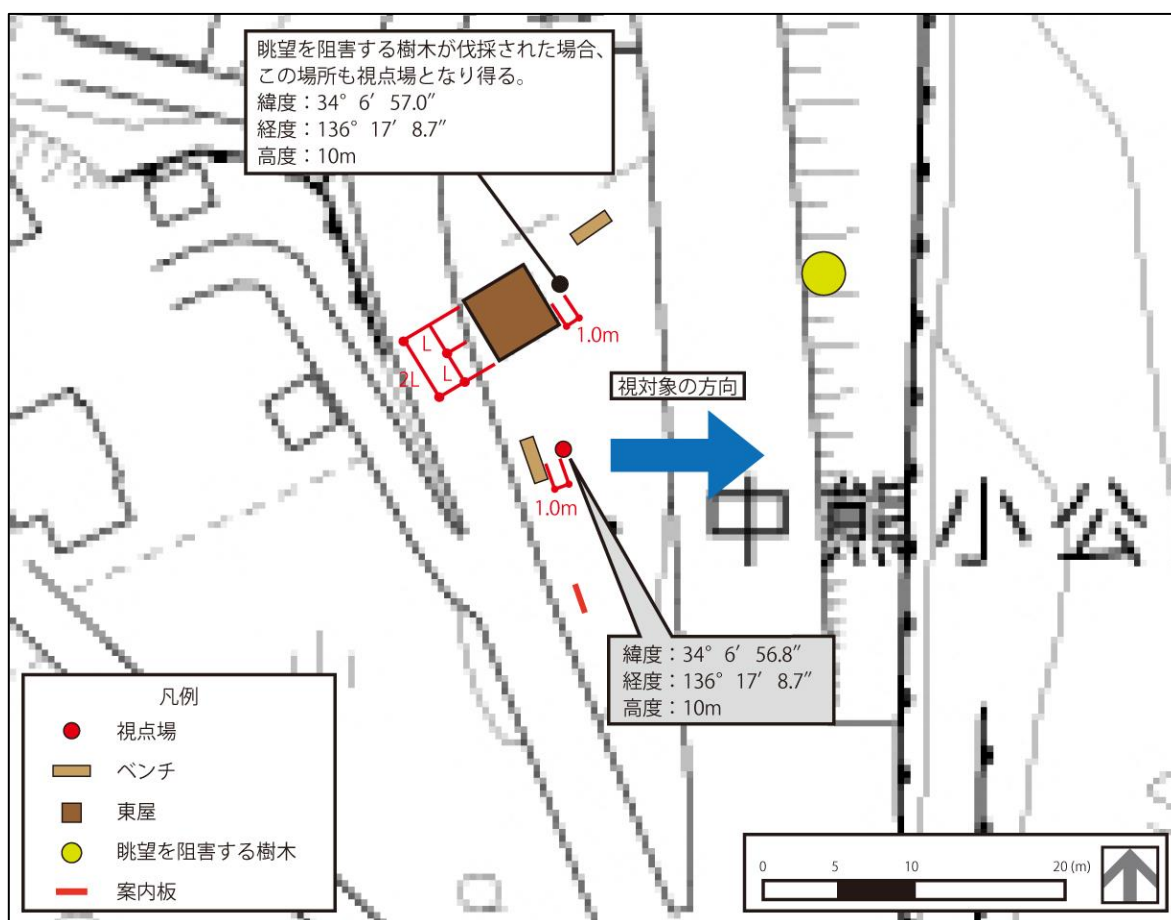 眺望を阻害する樹木が伐採された場合、
この場所も視点場となり得る。
緯度：34° 6′ 57.0″
経度：136° 17′ 8.7″
高度：10m
1.0m
L
2L
L
視対象の方向
1.0m
中熊小公
緯度：34° 6′ 56.8″
経度：136° 17′ 8.7″
高度：10m
凡例
視点場
ベンチ
東屋
眺望を阻害する樹木
案内板
0 5 10 20 (m)